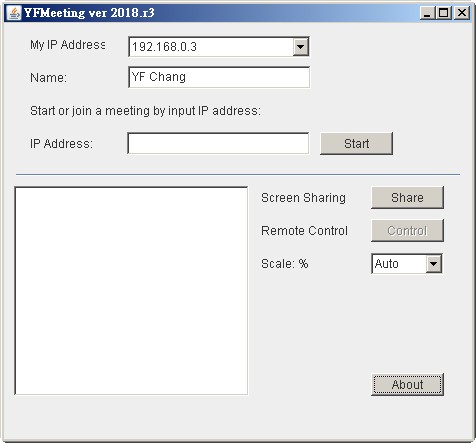 YFMeeting ver 2018.r3
My IP Address
192.168.0.3
Name:
YF Chang
Start or join a meeting by input IP address:
IP Address:
Start
Screen Sharing
Share
Remote Control
Control
Scale: %
Auto
About